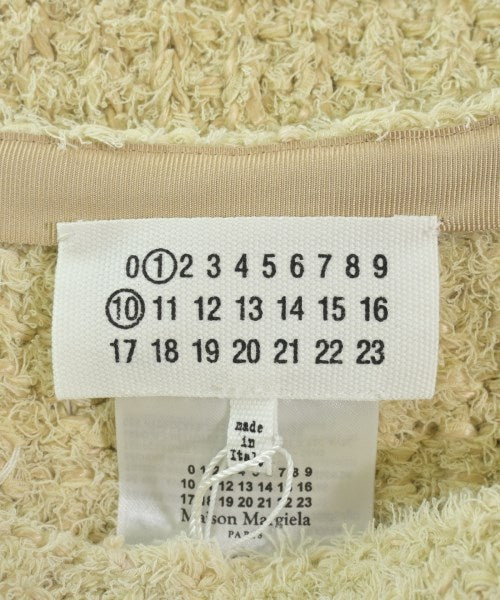 0 1 2 3 4 5 6 7 8 9
10 11 12 13 14 15 16
17 18 19 20 21 22 23
made
in
Italy
0 1 2 3 4 5 6 7 8 9
10 11 12 13 14 15 16
17 18 19 20 21 22 23
Maison Margiela
PARIS